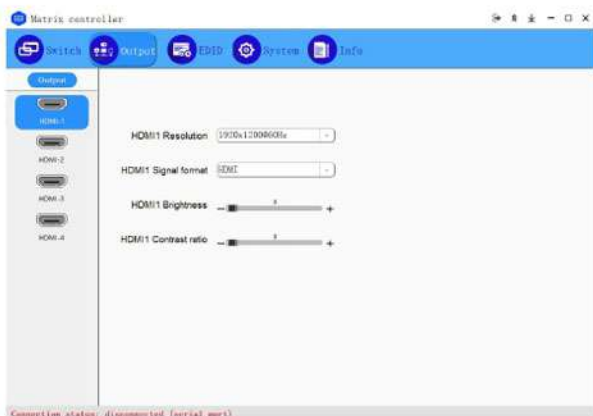 Matrix controller
Switch
Output
EDID
System
Info
Output
HDMI-1
HDMI-2
HDMI-3
HDMI-4
HDMI1 Resolution
1920x1200@60Hz
HDMI1 Signal format
HDMI
HDMI1 Brightness
HDMI1 Contrast ratio
Connection status: disconnected (serial port)